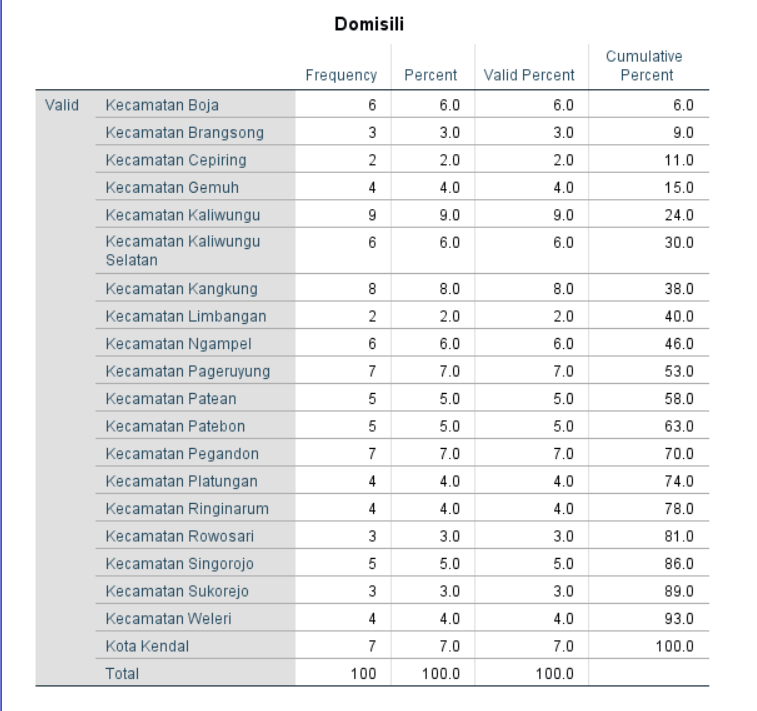 Domisili
Frequency Percent Valid Percent Cumulative Percent
Valid Kecamatan Boja 6 6.0 6.0 6.0
Kecamatan Brangsong 3 3.0 3.0 9.0
Kecamatan Cepiring 2 2.0 2.0 11.0
Kecamatan Gemuh 4 4.0 4.0 15.0
Kecamatan Kaliwungu 9 9.0 9.0 24.0
Kecamatan Kaliwungu Selatan 6 6.0 6.0 30.0
Kecamatan Kangkung 8 8.0 8.0 38.0
Kecamatan Limbangan 2 2.0 2.0 40.0
Kecamatan Ngampel 6 6.0 6.0 46.0
Kecamatan Pageruyung 7 7.0 7.0 53.0
Kecamatan Patean 5 5.0 5.0 58.0
Kecamatan Patebon 5 5.0 5.0 63.0
Kecamatan Pegandon 7 7.0 7.0 70.0
Kecamatan Platungan 4 4.0 4.0 74.0
Kecamatan Ringinarum 4 4.0 4.0 78.0
Kecamatan Rowosari 3 3.0 3.0 81.0
Kecamatan Singorojo 5 5.0 5.0 86.0
Kecamatan Sukorejo 3 3.0 3.0 89.0
Kecamatan Weleri 4 4.0 4.0 93.0
Kota Kendal 7 7.0 7.0 100.0
Total 100 100.0 100.0